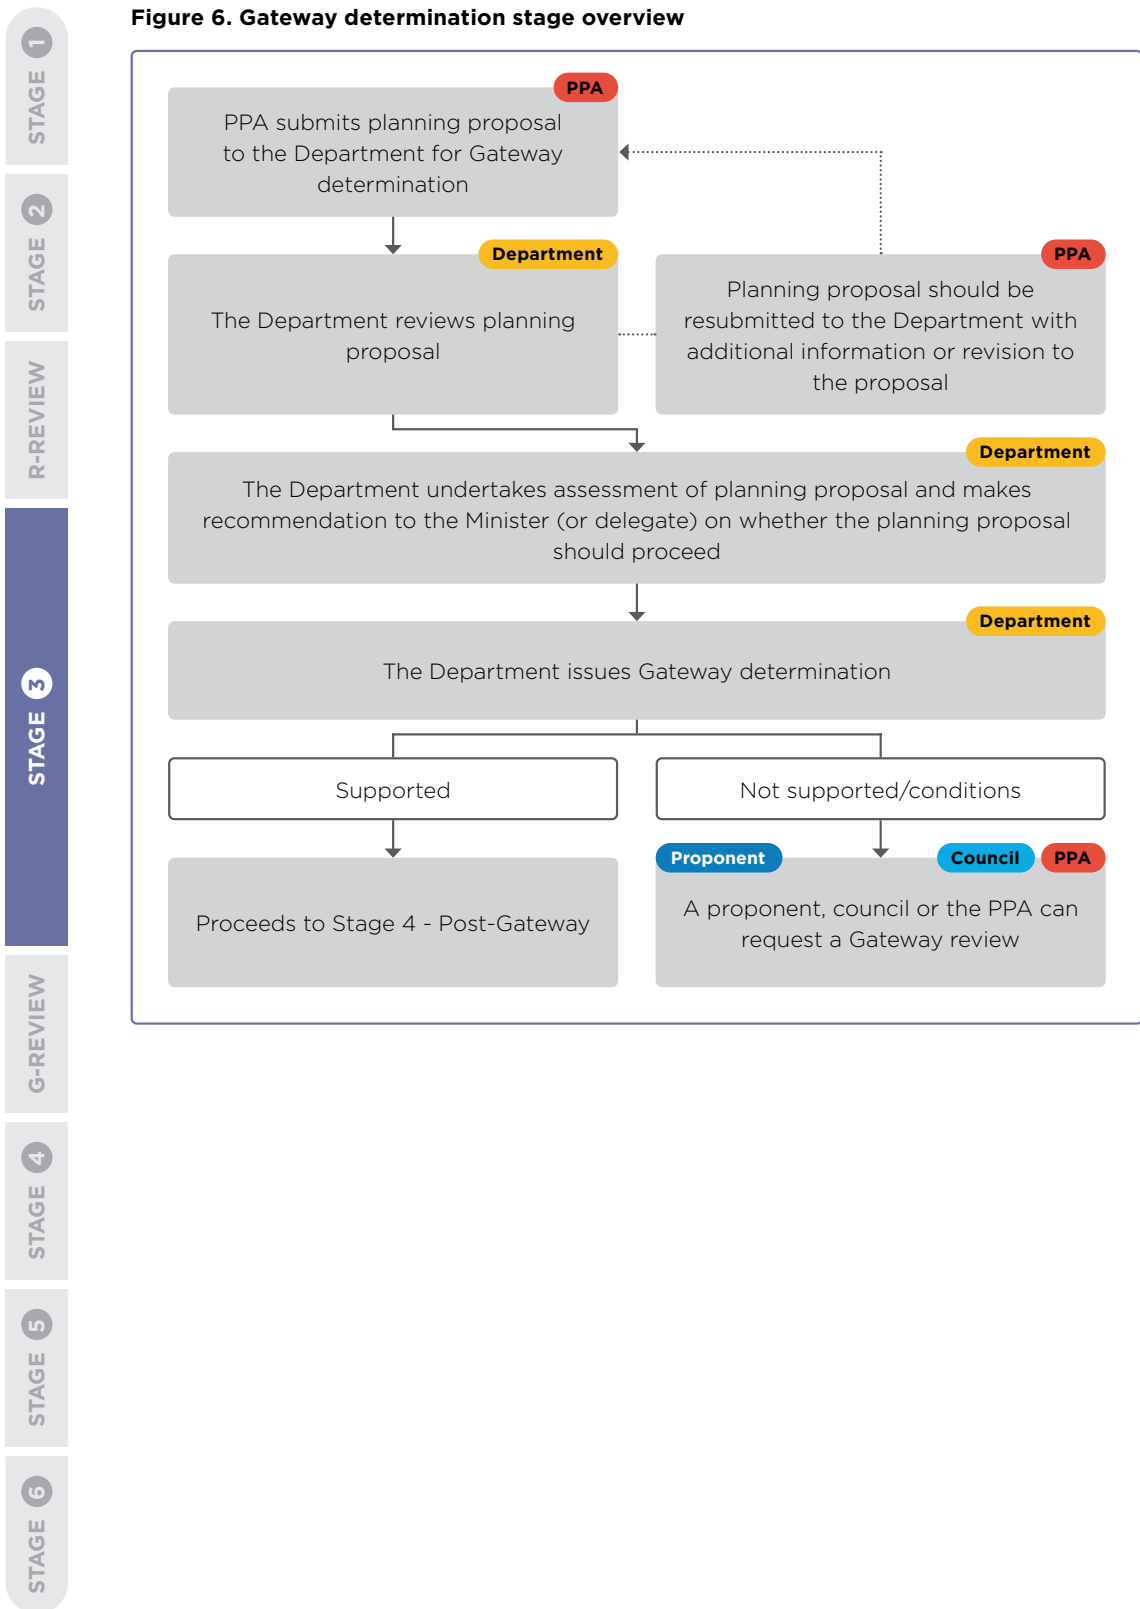 Figure 6. Gateway determination stage overview
STAGE 1
STAGE 2
R-REVIEW
STAGE 3
G-REVIEW
STAGE 4
STAGE 5
STAGE 6
PPA
PPA submits planning proposal
to the Department for Gateway
determination
Department
The Department reviews planning
proposal
PPA
Planning proposal should be
resubmitted to the Department with
additional information or revision to
the proposal
Department
The Department undertakes assessment of planning proposal and makes
recommendation to the Minister (or delegate) on whether the planning proposal
should proceed
Department
The Department issues Gateway determination
Supported
Not supported/conditions
Proceeds to Stage 4 - Post-Gateway
Proponent
Council
PPA
A proponent, council or the PPA can
request a Gateway review